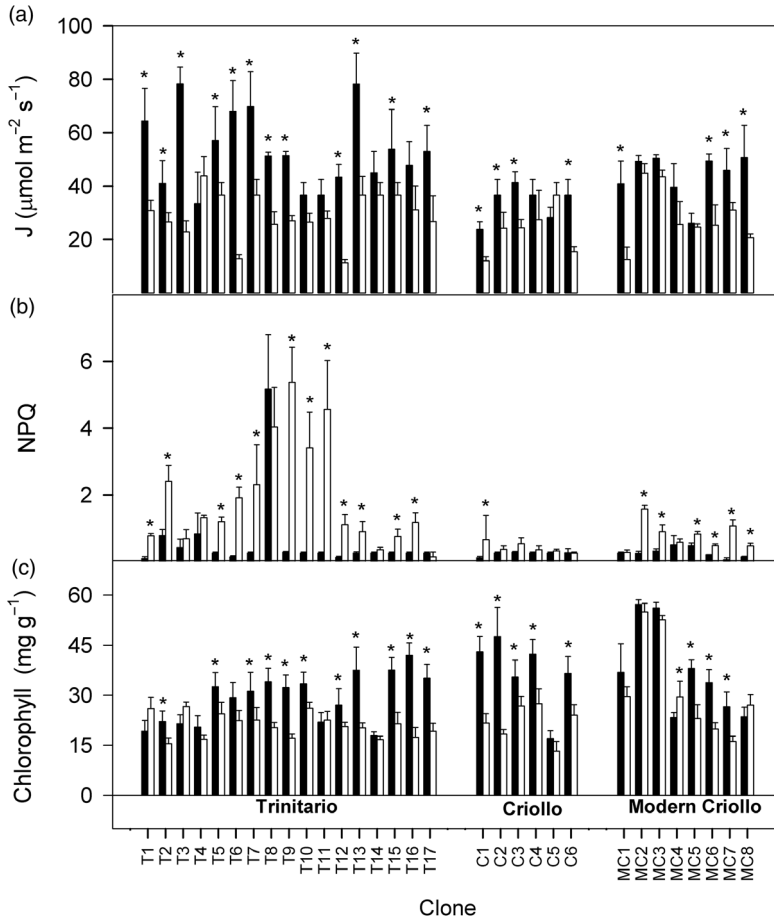 (a)
100
80
60
40
20
J (μmol m⁻² s⁻¹)
(b)
6
4
2
NPQ
(c)
60
45
30
15
0
Chlorophyll (mg g⁻¹)
Trinitario
Criollo
Modern Criollo
T1 T2 T3 T4 T5 T6 T7 T8 T9 T10 T11 T12 T13 T14 T15 T16 T17 C1 C2 C3 C4 C5 C6 MC1 MC2 MC3 MC4 MC5 MC6 MC7 MC8
Clone